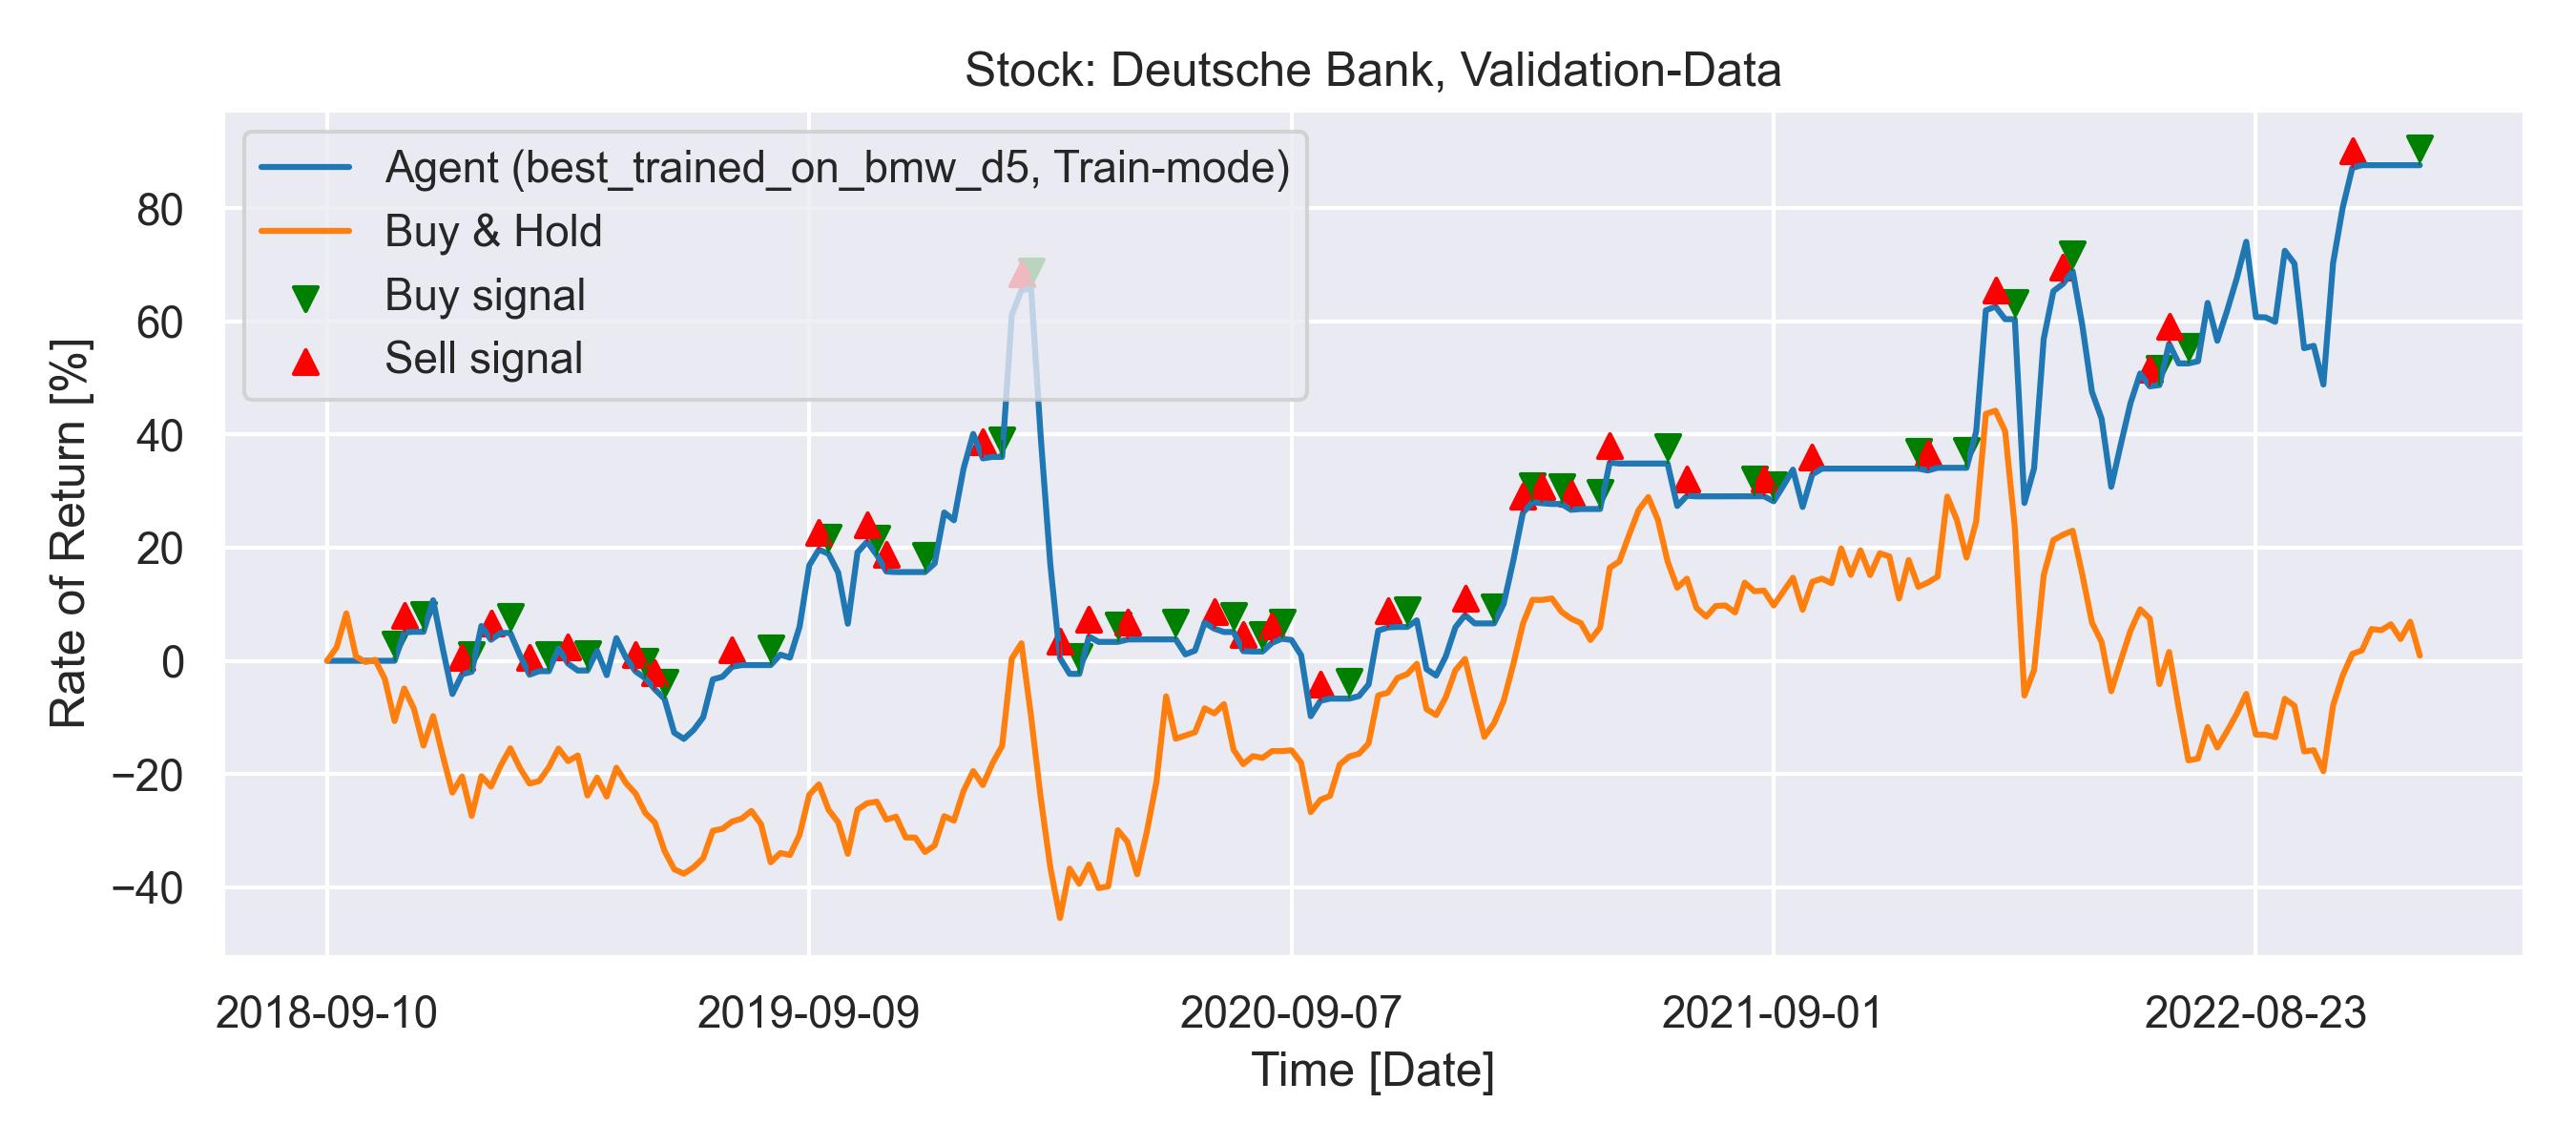 Stock: Deutsche Bank, Validation-Data
Agent (best_trained_on_bmw_d5, Train-mode)
Buy & Hold
Buy signal
Sell signal
Rate of Return [%]
80
60
40
20
0
−20
−40
2018-09-10
2019-09-09
2020-09-07
2021-09-01
2022-08-23
Time [Date]